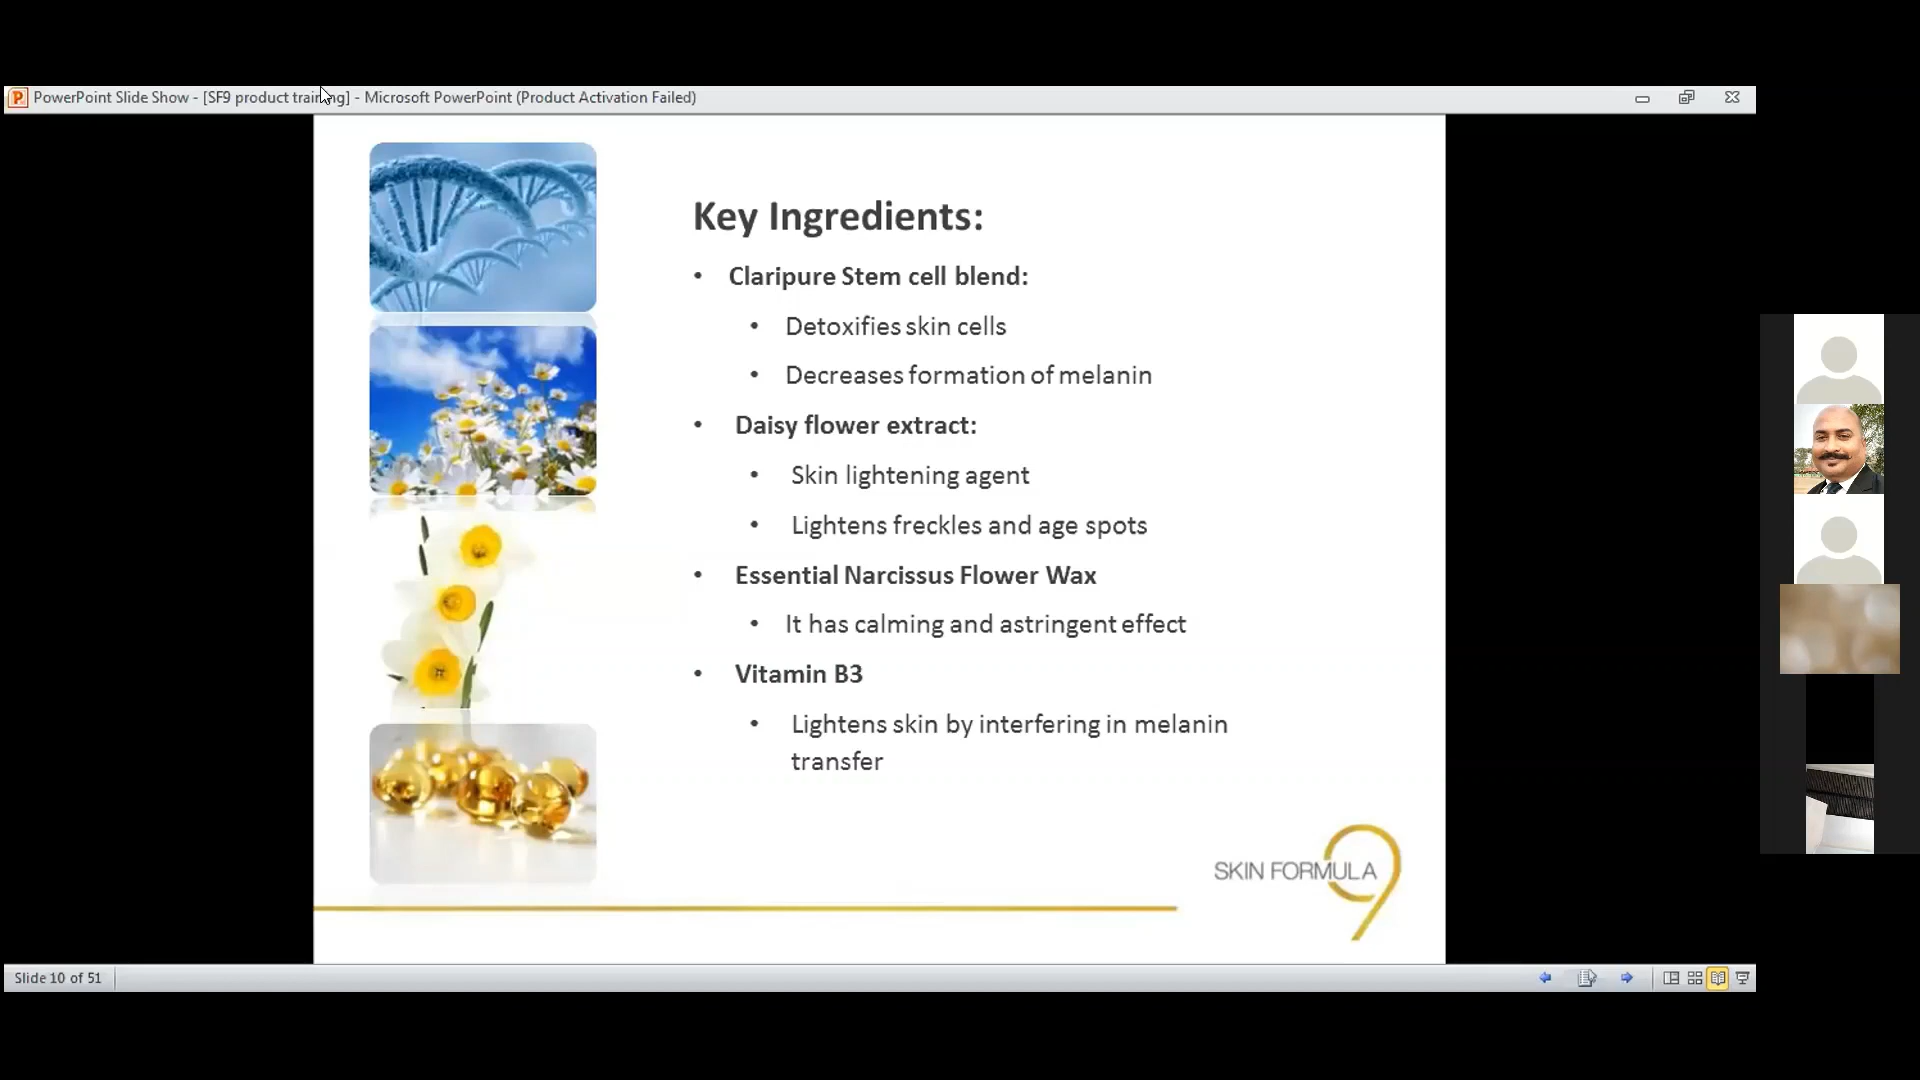 PowerPoint Slide Show - [SF9 product training] - Microsoft PowerPoint (Product Activation Failed)
Key Ingredients:
• Claripure Stem cell blend:
• Detoxifies skin cells
• Decreases formation of melanin
• Daisy flower extract:
• Skin lightening agent
• Lightens freckles and age spots
• Essential Narcissus Flower Wax
• It has calming and astringent effect
• Vitamin B3
• Lightens skin by interfering in melanin
transfer
SKIN FORMULA 9
Slide 10 of 51